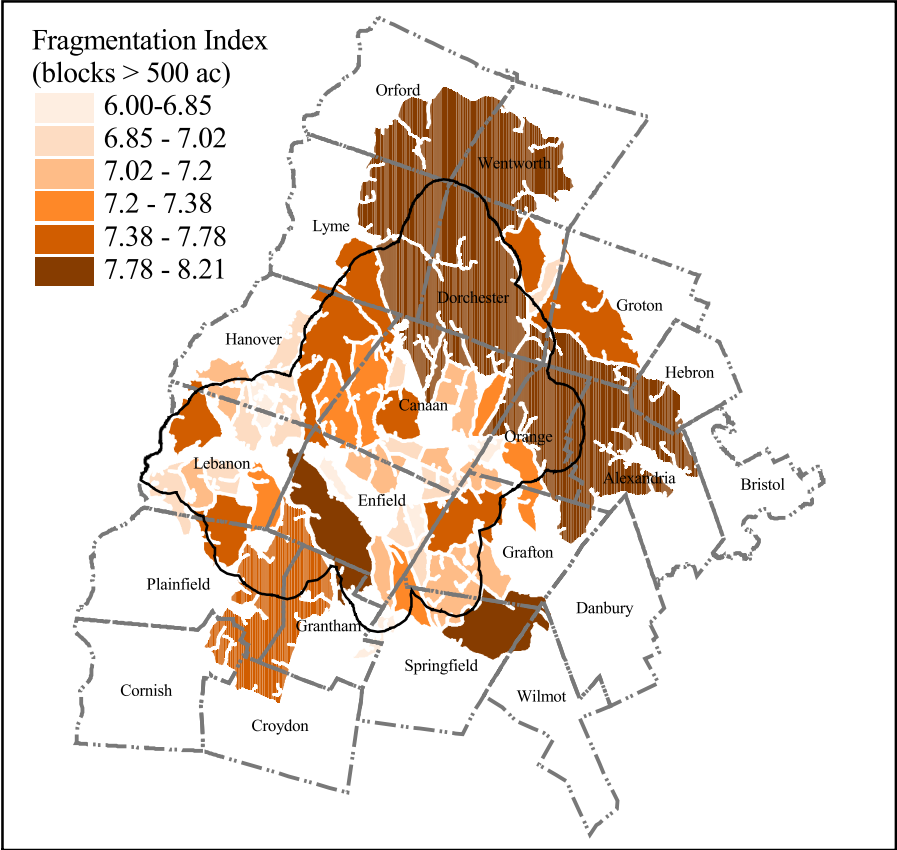 Fragmentation Index
(blocks > 500 ac)
6.00-6.85
6.85 - 7.02
7.02 - 7.2
7.2 - 7.38
7.38 - 7.78
7.78 - 8.21
Orford
Wentworth
Lyme
Dorchester
Groton
Hanover
Hebron
Canaan
Orange
Lebanon
Alexandria
Bristol
Enfield
Grafton
Plainfield
Danbury
Grantham
Springfield
Cornish
Wilmot
Croydon